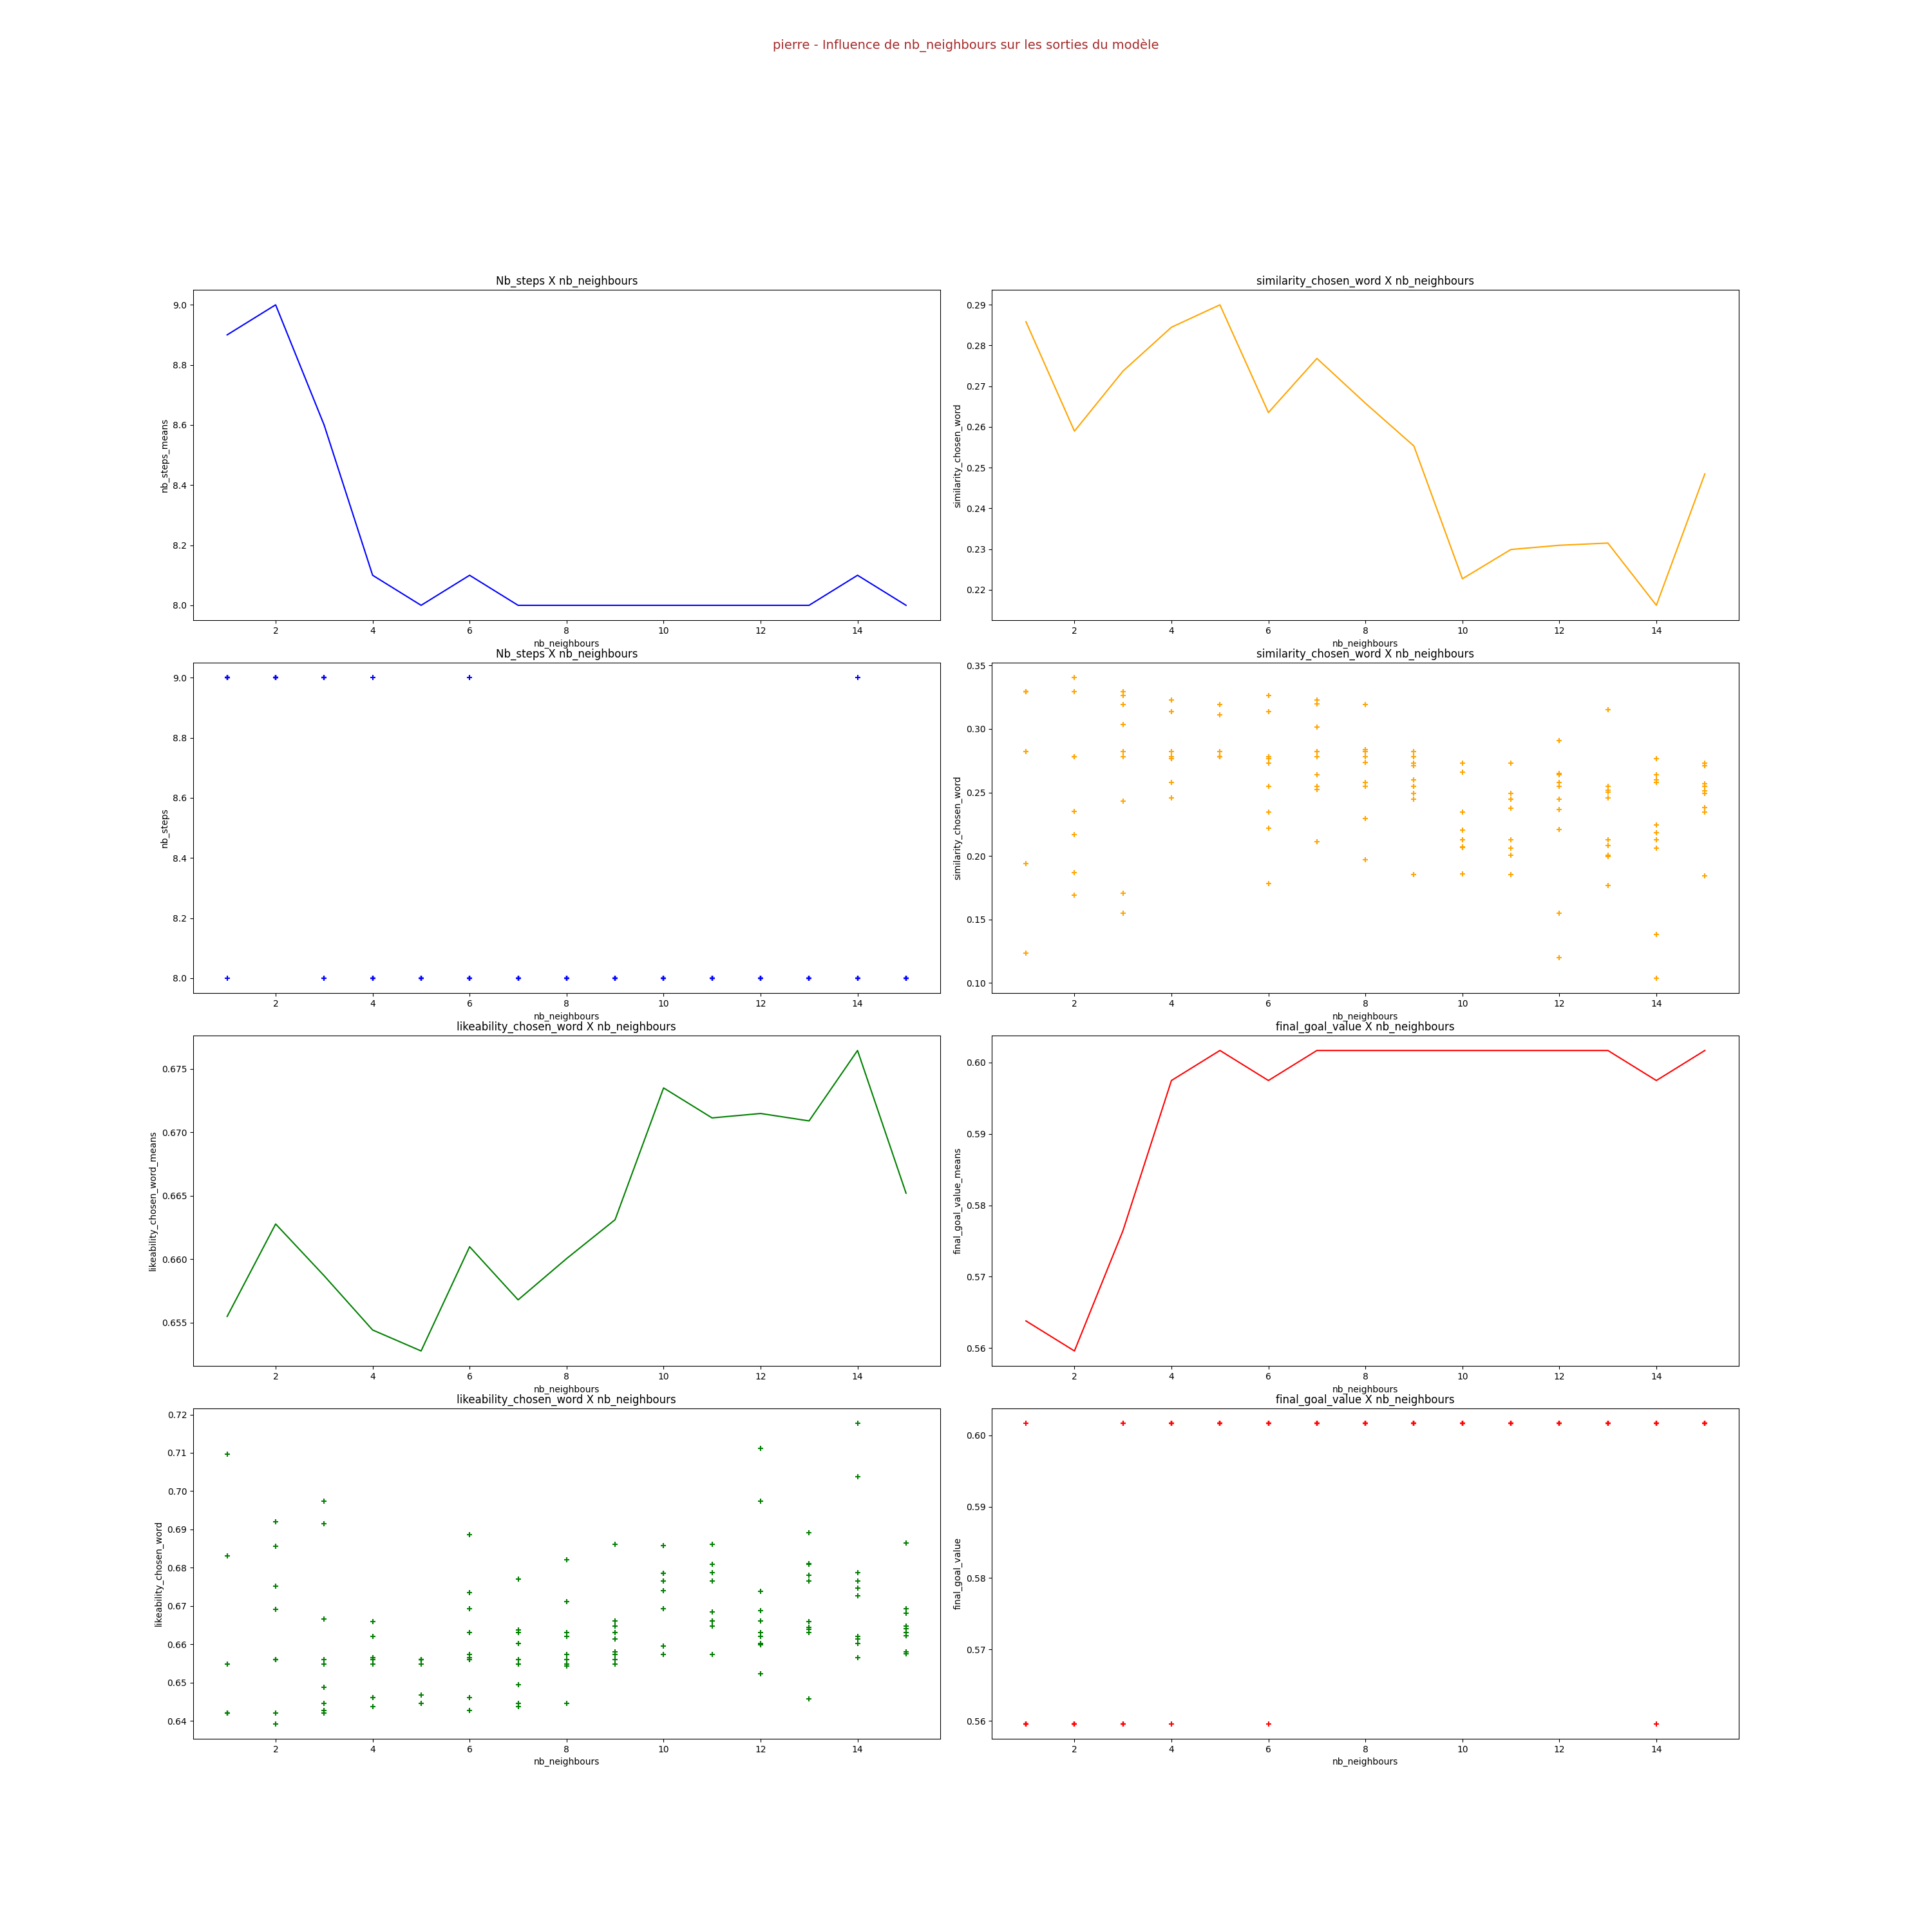 pierre - Influence de nb_neighbours sur les sorties du modèle
Nb_steps X nb_neighbours
nb_steps_means
9.0
8.8
8.6
8.4
8.2
8.0
2 4 6 8 10 12 14
nb_neighbours
similarity_chosen_word X nb_neighbours
similarity_chosen_word
0.29
0.28
0.27
0.26
0.25
0.24
0.23
0.22
2 4 6 8 10 12 14
nb_neighbours
Nb_steps X nb_neighbours
nb_steps
9.0
8.8
8.6
8.4
8.2
8.0
2 4 6 8 10 12 14
nb_neighbours
similarity_chosen_word X nb_neighbours
similarity_chosen_word
0.35
0.30
0.25
0.20
0.15
0.10
2 4 6 8 10 12 14
nb_neighbours
likeability_chosen_word X nb_neighbours
likeability_chosen_word_means
0.675
0.670
0.665
0.660
0.655
2 4 6 8 10 12 14
nb_neighbours
final_goal_value X nb_neighbours
final_goal_value_means
0.60
0.59
0.58
0.57
0.56
2 4 6 8 10 12 14
nb_neighbours
likeability_chosen_word X nb_neighbours
likeability_chosen_word
0.72
0.71
0.70
0.69
0.68
0.67
0.66
0.65
0.64
2 4 6 8 10 12 14
nb_neighbours
final_goal_value X nb_neighbours
final_goal_value
0.60
0.59
0.58
0.57
0.56
2 4 6 8 10 12 14
nb_neighbours